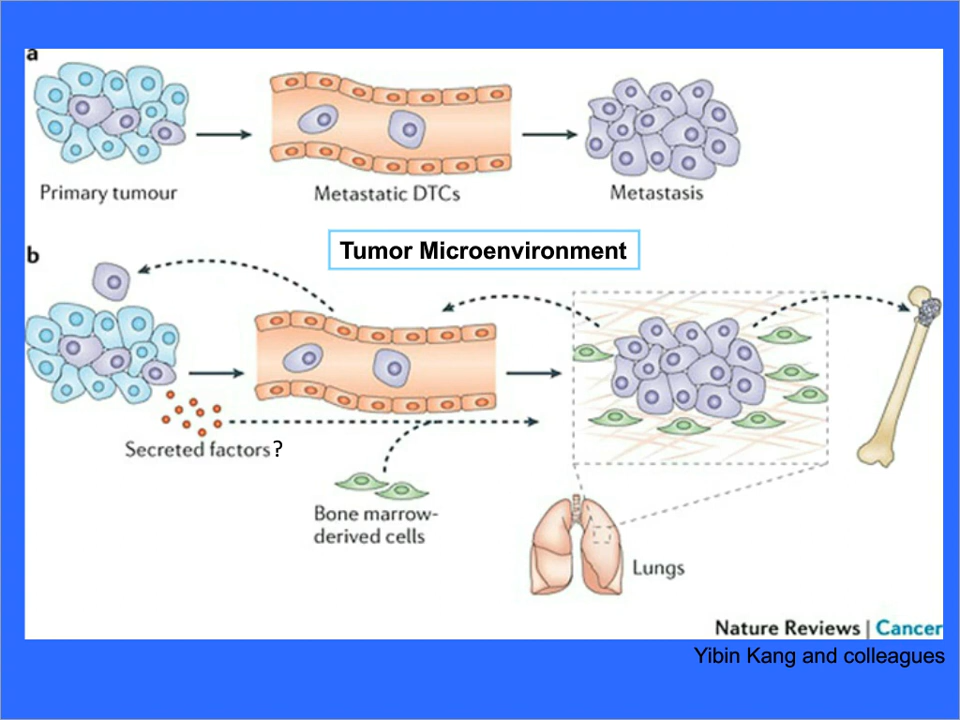 a
Primary tumour
Metastatic DTCs
Metastasis
Tumor Microenvironment
b
Secreted factors?
Bone marrow-
derived cells
Lungs
Nature Reviews | Cancer
Yibin Kang and colleagues